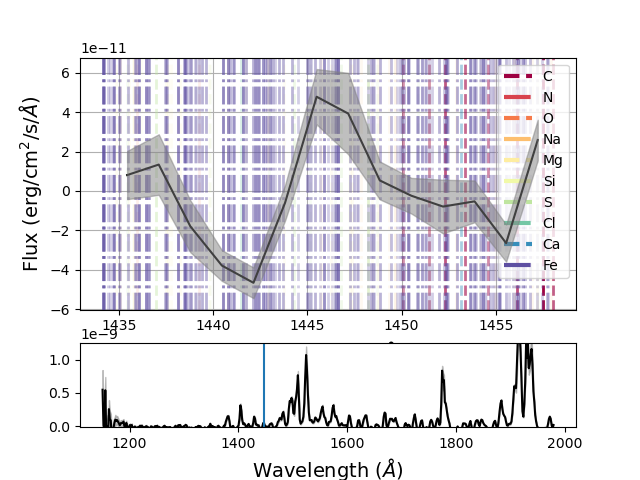 1e−11
Flux (erg/cm²/s/Å)
6
4
2
0
−2
−4
−6
1435
1440
1445
1450
1455
C
N
O
Na
Mg
Si
S
Cl
Ca
Fe
1e−9
1.0
0.5
0.0
1200
1400
1600
1800
2000
Wavelength (Å)